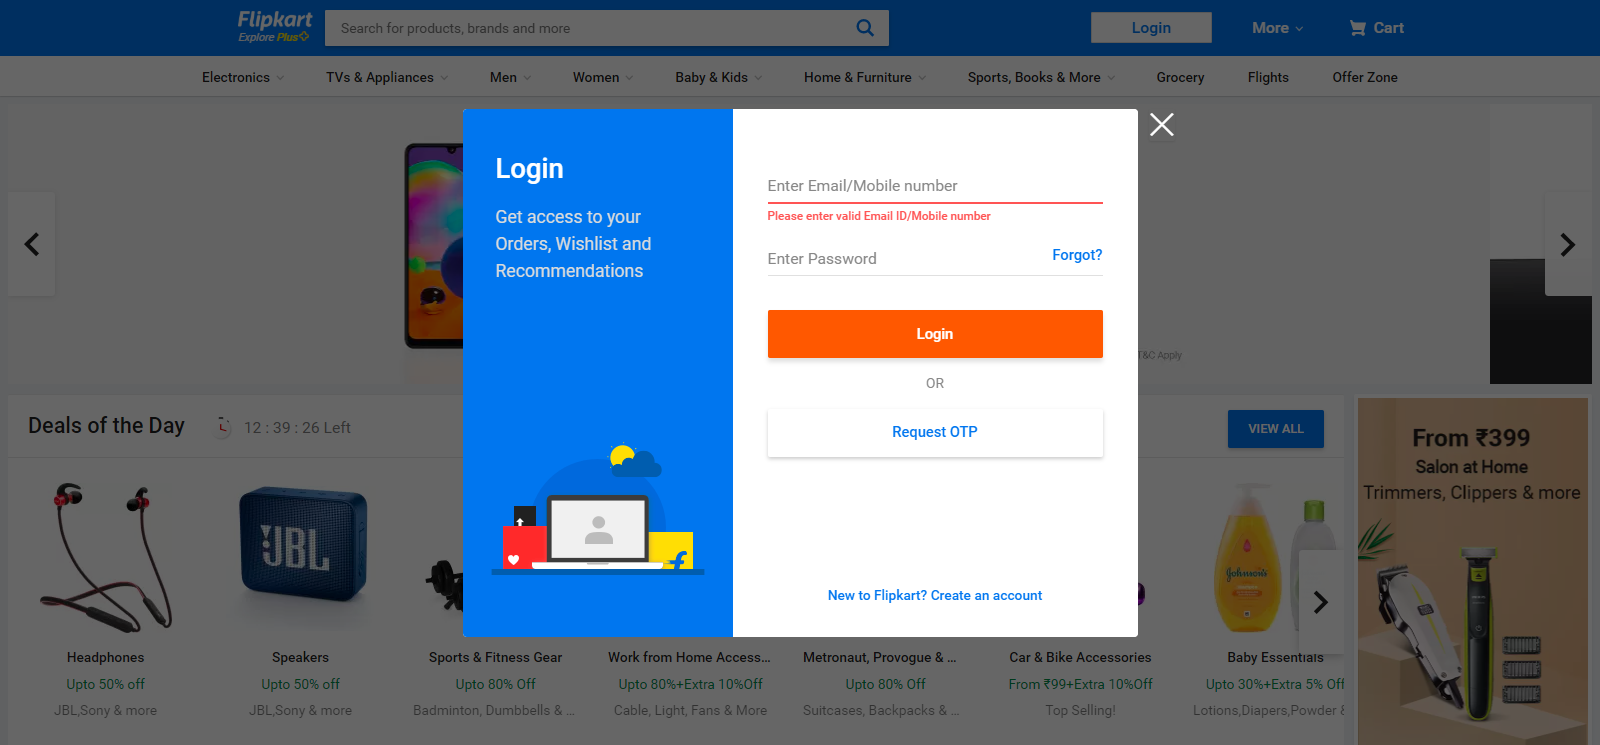 Flipkart
Explore Plus
Search for products, brands and more
Login
More
Cart
Electronics
TVs & Appliances
Men
Women
Baby & Kids
Home & Furniture
Sports, Books & More
Grocery
Flights
Offer Zone
Login
Get access to your
Orders, Wishlist and
Recommendations
Enter Email/Mobile number
Please enter valid Email ID/Mobile number
Enter Password
Forgot?
Login
OR
Request OTP
New to Flipkart? Create an account
T&C Apply
Deals of the Day
12 : 39 : 26 Left
VIEW ALL
JBL
Johnson's
Headphones
Upto 50% off
JBL,Sony & more
Speakers
Upto 50% off
JBL,Sony & more
Sports & Fitness Gear
Upto 80% Off
Badminton, Dumbbells & ...
Work from Home Access...
Upto 80%+Extra 10%Off
Cable, Light, Fans & More
Metronaut, Provogue & ...
Upto 80% Off
Suitcases, Backpacks & ...
Car & Bike Accessories
From ₹99+Extra 10%Off
Top Selling!
Baby Essentials
Upto 30%+Extra 5% Off
Lotions,Diapers,Powder &
From ₹399
Salon at Home
Trimmers, Clippers & more